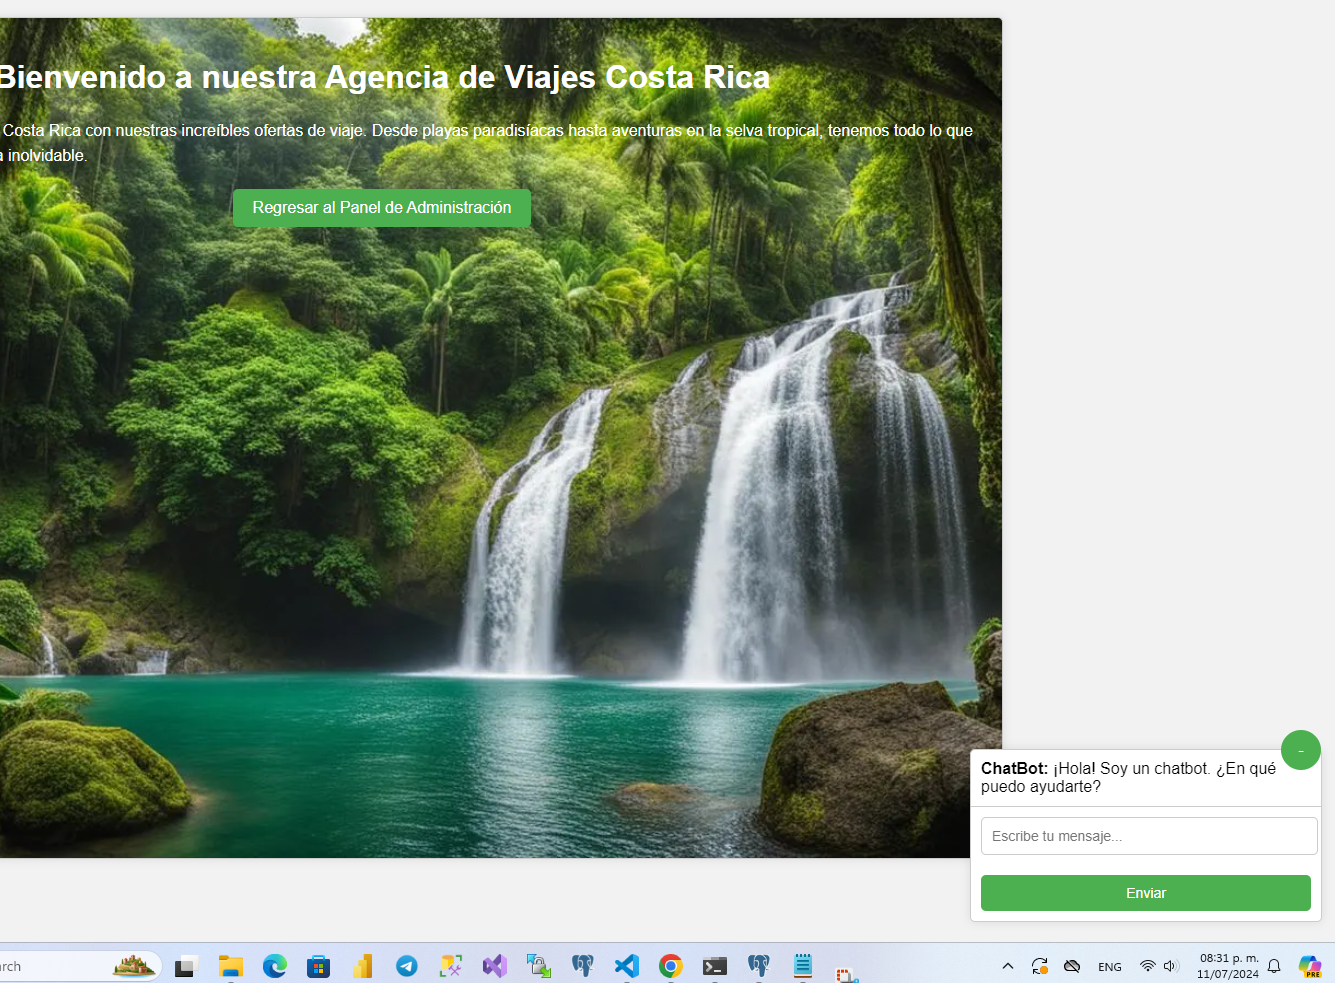 Bienvenido a nuestra Agencia de Viajes Costa Rica
Costa Rica con nuestras increíbles ofertas de viaje. Desde playas paradisíacas hasta aventuras en la selva tropical, tenemos todo lo que
a inolvidable.
Regresar al Panel de Administración
-
ChatBot: ¡Hola! Soy un chatbot. ¿En qué
puedo ayudarte?
Escribe tu mensaje...
Enviar
rch
ENG
08:31 p. m.
11/07/2024
PRE